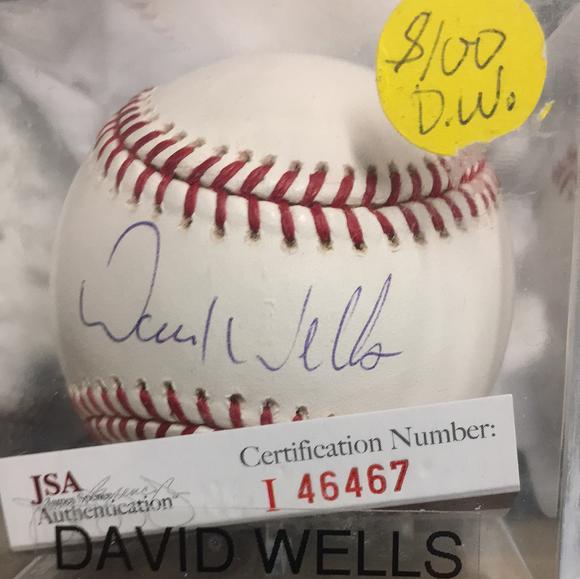 $100
D.W.
David Wells
Certification Number:
JSA
I 46467
Authentication
DAVID WELLS